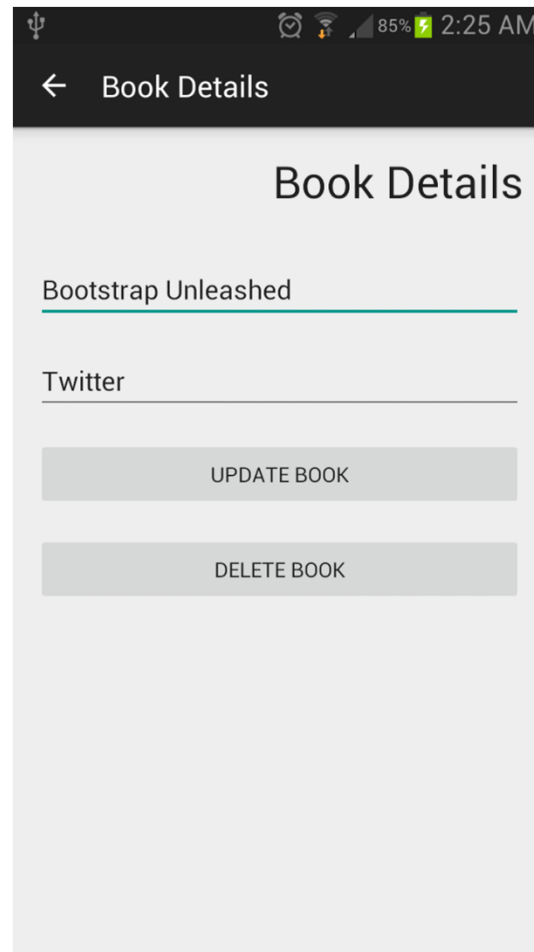 85% 2:25 AM
Book Details
Book Details
Bootstrap Unleashed
Twitter
UPDATE BOOK
DELETE BOOK